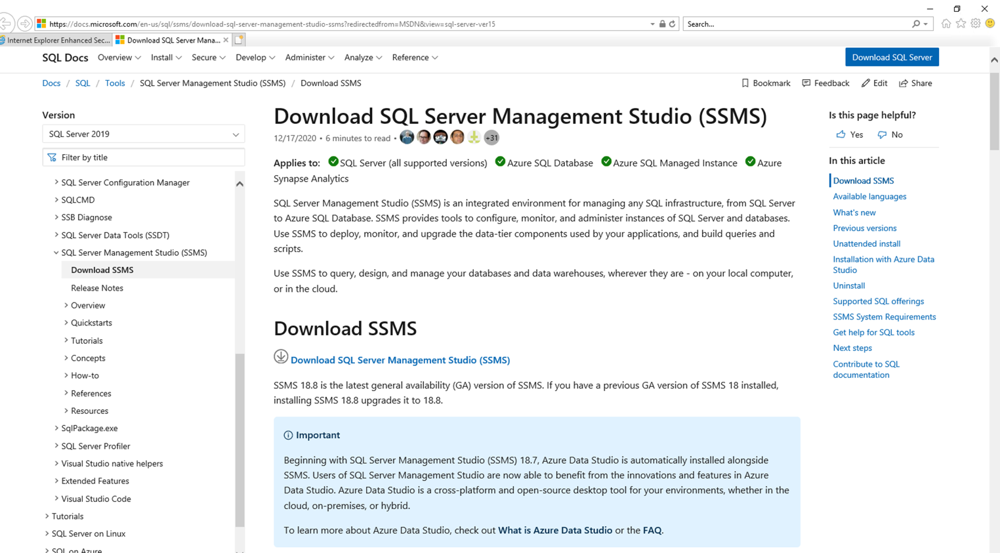 https://docs.microsoft.com/en-us/sql/ssms/download-sql-server-management-studio-ssms?redirectedfrom=MSDN&view=sql-server-ver15
Search...
Internet Explorer Enhanced Sec...
Download SQL Server Mana...
SQL Docs
Overview
Install
Secure
Develop
Administer
Analyze
Reference
Download SQL Server
Docs / SQL / Tools / SQL Server Management Studio (SSMS) / Download SSMS
Bookmark
Feedback
Edit
Share
Version
SQL Server 2019
Filter by title
SQL Server Configuration Manager
SQLCMD
SSB Diagnose
SQL Server Data Tools (SSDT)
SQL Server Management Studio (SSMS)
Download SSMS
Release Notes
Overview
Quickstarts
Tutorials
Concepts
How-to
References
Resources
SqlPackage.exe
SQL Server Profiler
Visual Studio native helpers
Extended Features
Visual Studio Code
Tutorials
SQL Server on Linux
SQL on Azure
Download SQL Server Management Studio (SSMS)
12/17/2020 • 6 minutes to read • +31
Applies to: SQL Server (all supported versions) Azure SQL Database Azure SQL Managed Instance Azure
Synapse Analytics
SQL Server Management Studio (SSMS) is an integrated environment for managing any SQL infrastructure, from SQL Server
to Azure SQL Database. SSMS provides tools to configure, monitor, and administer instances of SQL Server and databases.
Use SSMS to deploy, monitor, and upgrade the data-tier components used by your applications, and build queries and
scripts.
Use SSMS to query, design, and manage your databases and data warehouses, wherever they are - on your local computer,
or in the cloud.
Download SSMS
Download SQL Server Management Studio (SSMS)
SSMS 18.8 is the latest general availability (GA) version of SSMS. If you have a previous GA version of SSMS 18 installed,
installing SSMS 18.8 upgrades it to 18.8.
Important
Beginning with SQL Server Management Studio (SSMS) 18.7, Azure Data Studio is automatically installed alongside
SSMS. Users of SQL Server Management Studio are now able to benefit from the innovations and features in Azure
Data Studio. Azure Data Studio is a cross-platform and open-source desktop tool for your environments, whether in the
cloud, on-premises, or hybrid.
To learn more about Azure Data Studio, check out What is Azure Data Studio or the FAQ.
Is this page helpful?
Yes
No
In this article
Download SSMS
Available languages
What's new
Previous versions
Unattended install
Installation with Azure Data
Studio
Uninstall
Supported SQL offerings
SSMS System Requirements
Get help for SQL tools
Next steps
Contribute to SQL
documentation